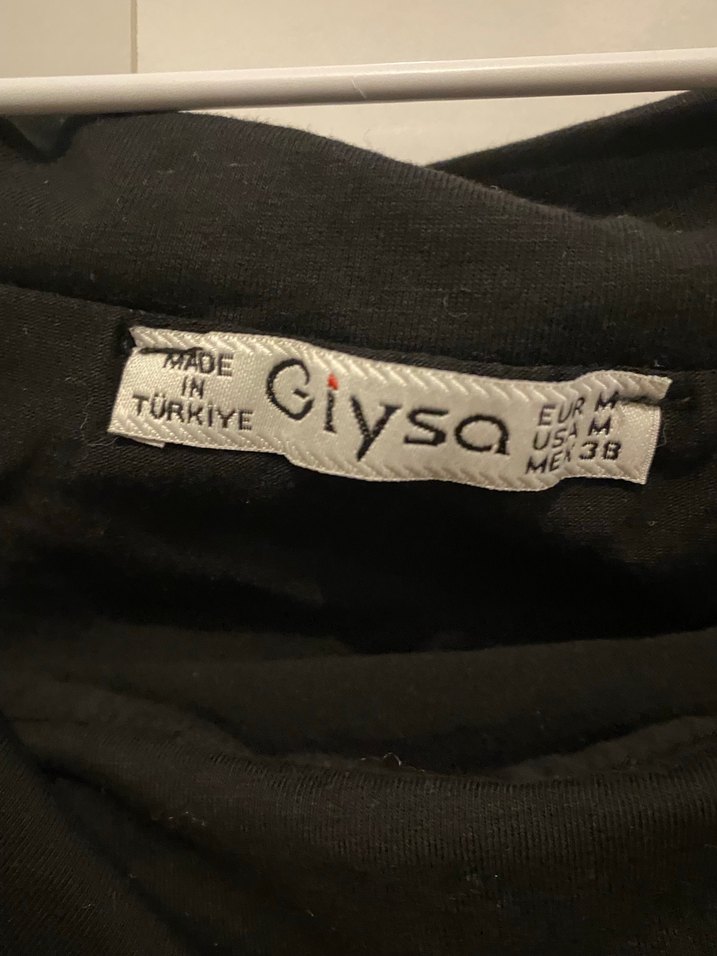 MADE
IN
TÜRKİYE
Giysa
EUR M
USA M
MEX 38